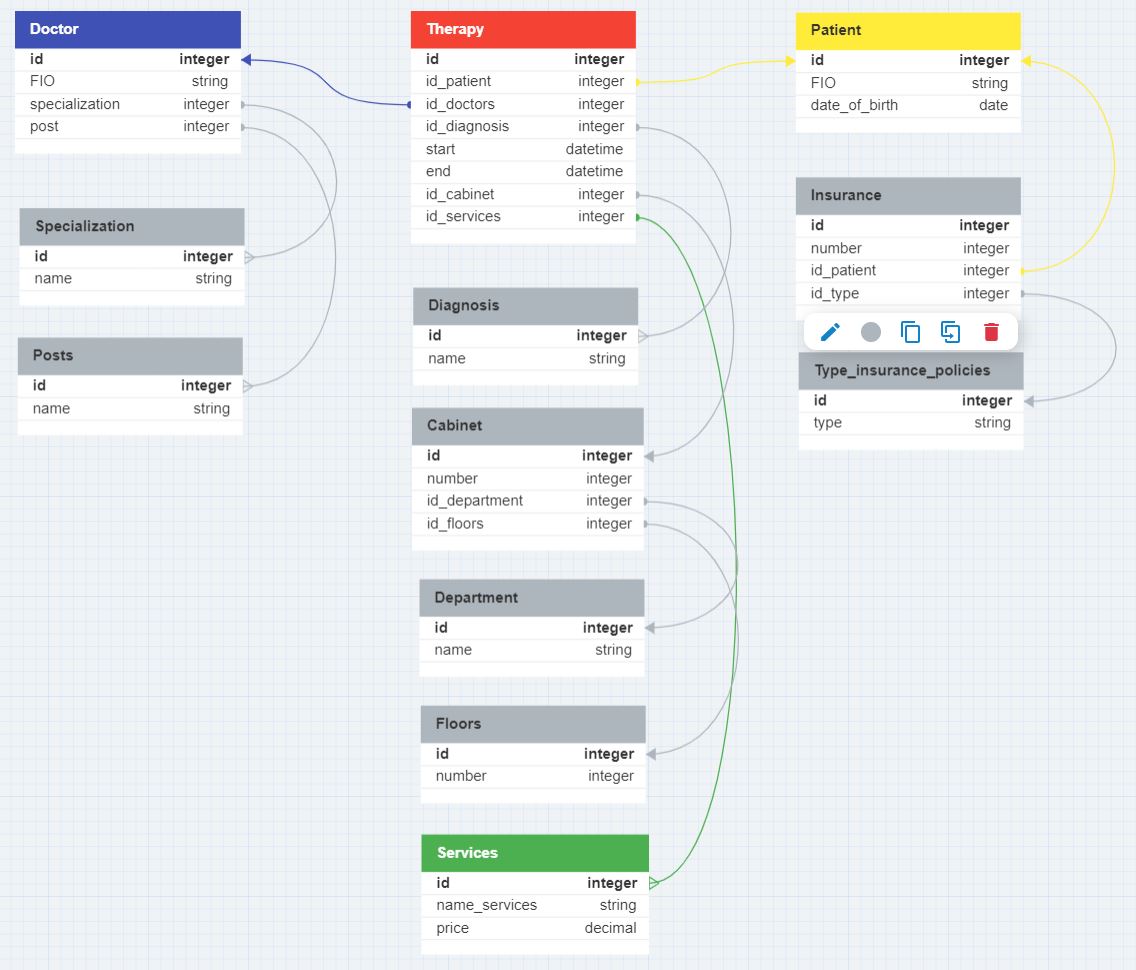 Doctor
id integer
FIO string
specialization integer
post integer
Specialization
id integer
name string
Posts
id integer
name string
Therapy
id integer
id_patient integer
id_doctors integer
id_diagnosis integer
start datetime
end datetime
id_cabinet integer
id_services integer
Diagnosis
id integer
name string
Cabinet
id integer
number integer
id_department integer
id_floors integer
Department
id integer
name string
Floors
id integer
number integer
Services
id integer
name_services string
price decimal
Patient
id integer
FIO string
date_of_birth date
Insurance
id integer
number integer
id_patient integer
id_type integer
Type_insurance_policies
id integer
type string